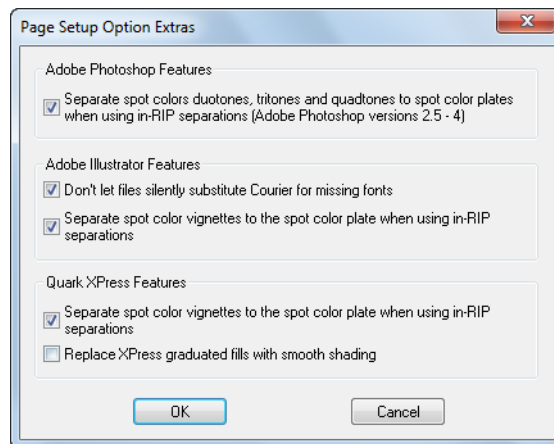 Page Setup Option Extras
Adobe Photoshop Features
Separate spot colors duotones, tritones and quadtones to spot color plates
when using in-RIP separations (Adobe Photoshop versions 2.5 - 4)
Adobe Illustrator Features
Don't let files silently substitute Courier for missing fonts
Separate spot color vignettes to the spot color plate when using in-RIP
separations
Quark XPress Features
Separate spot color vignettes to the spot color plate when using in-RIP
separations
Replace XPress graduated fills with smooth shading
OK Cancel